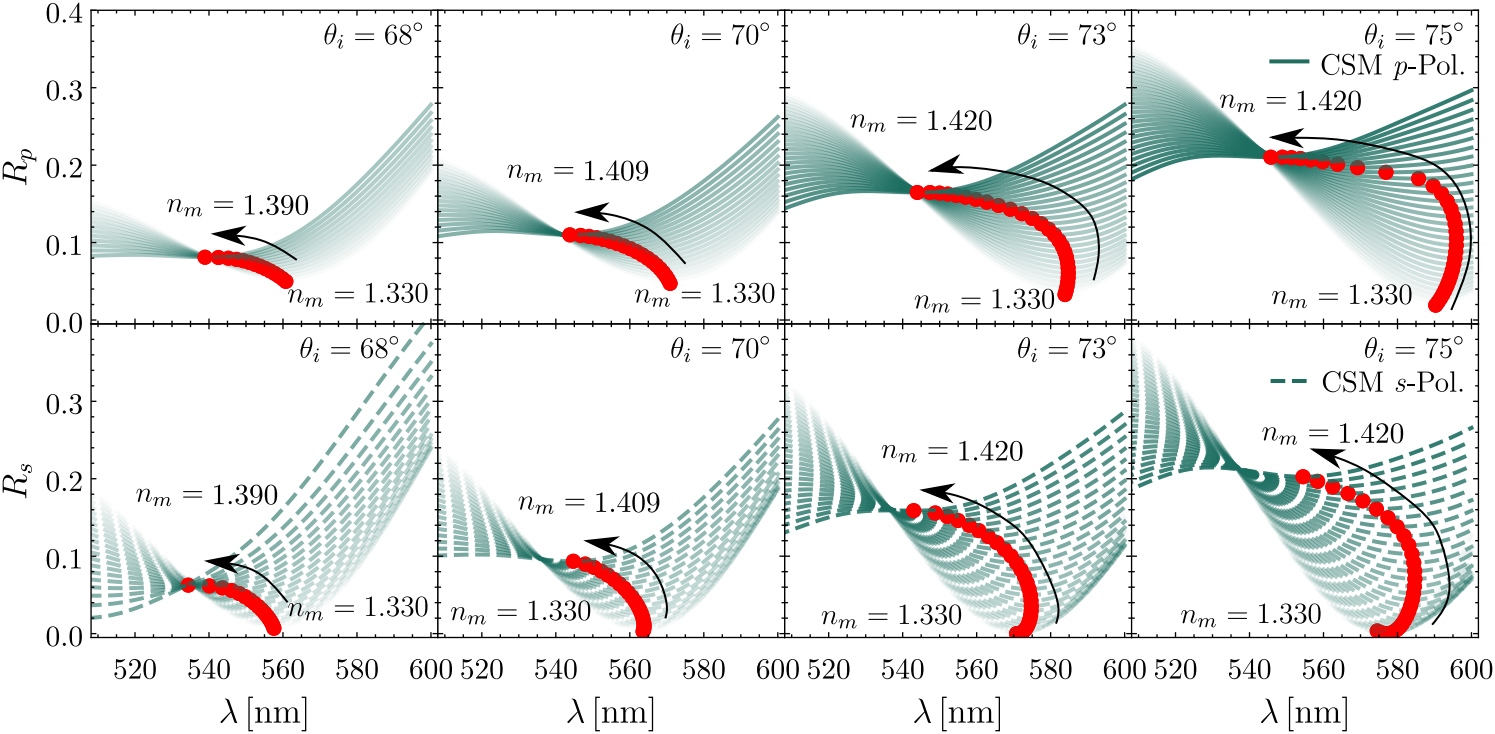 0.4
0.3
0.2
0.1
0.0
R_p
θ_i = 68°
n_m = 1.390
n_m = 1.330
θ_i = 70°
n_m = 1.409
n_m = 1.330
θ_i = 73°
n_m = 1.420
n_m = 1.330
θ_i = 75°
CSM p-Pol.
n_m = 1.420
n_m = 1.330
0.3
0.2
0.1
0.0
R_s
θ_i = 68°
n_m = 1.390
n_m = 1.330
θ_i = 70°
n_m = 1.409
n_m = 1.330
θ_i = 73°
n_m = 1.420
n_m = 1.330
θ_i = 75°
CSM s-Pol.
n_m = 1.420
n_m = 1.330
520 540 560 580 600 520 540 560 580 600 520 540 560 580 600 520 540 560 580 600
λ [nm] λ [nm] λ [nm] λ [nm]